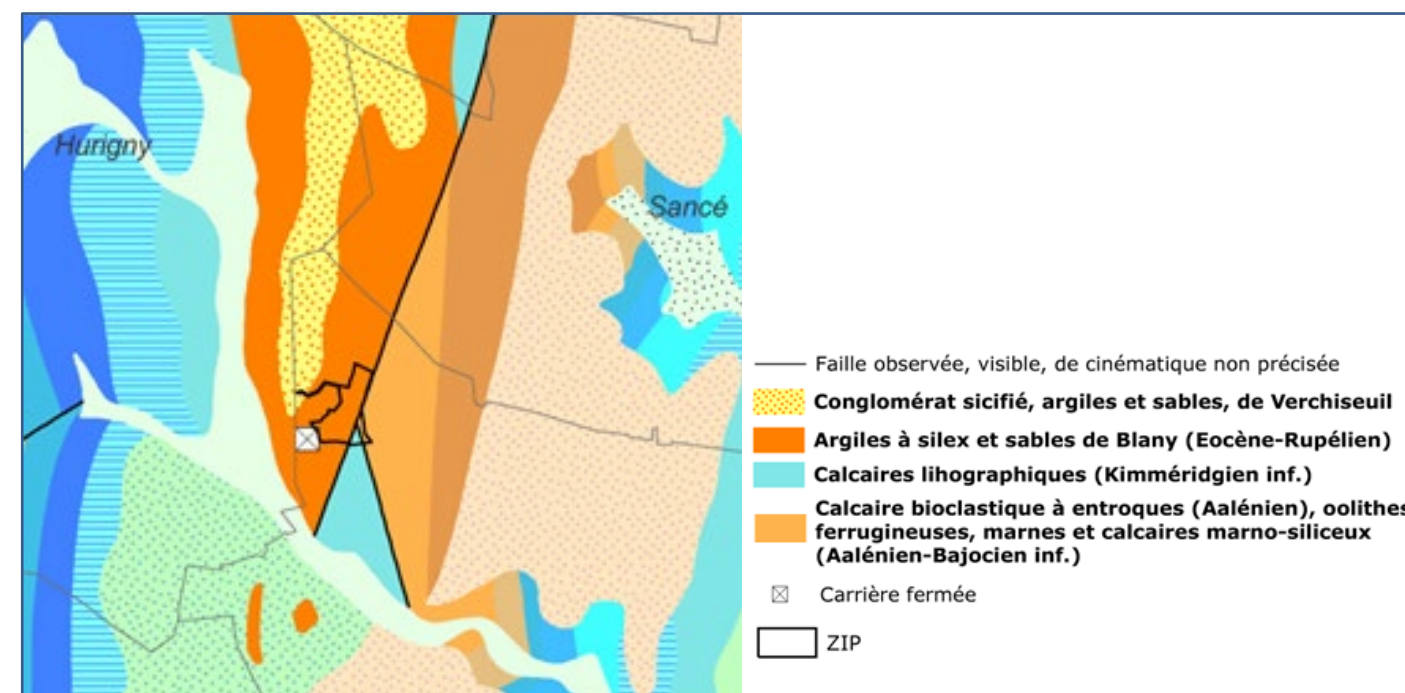 Hurigny
Sancé
Faille observée, visible, de cinématique non précisée
Conglomérat sicifié, argiles et sables, de Verchiseuil
Argiles à silex et sables de Blany (Eocène-Rupélien)
Calcaires lihographiques (Kimméridgien inf.)
Calcaire bioclastique à entroques (Aalénien), oolithes
ferrugineuses, marnes et calcaires marno-siliceux
(Aalénien-Bajocien inf.)
Carrière fermée
ZIP